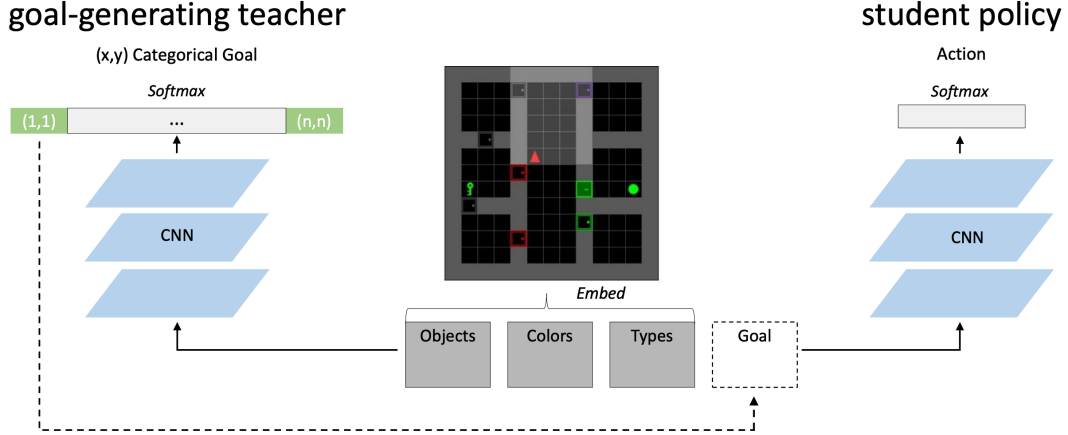 goal-generating teacher
student policy
(x,y) Categorical Goal
Action
Softmax
Softmax
(1,1)
...
(n,n)
CNN
CNN
Embed
Objects
Colors
Types
Goal